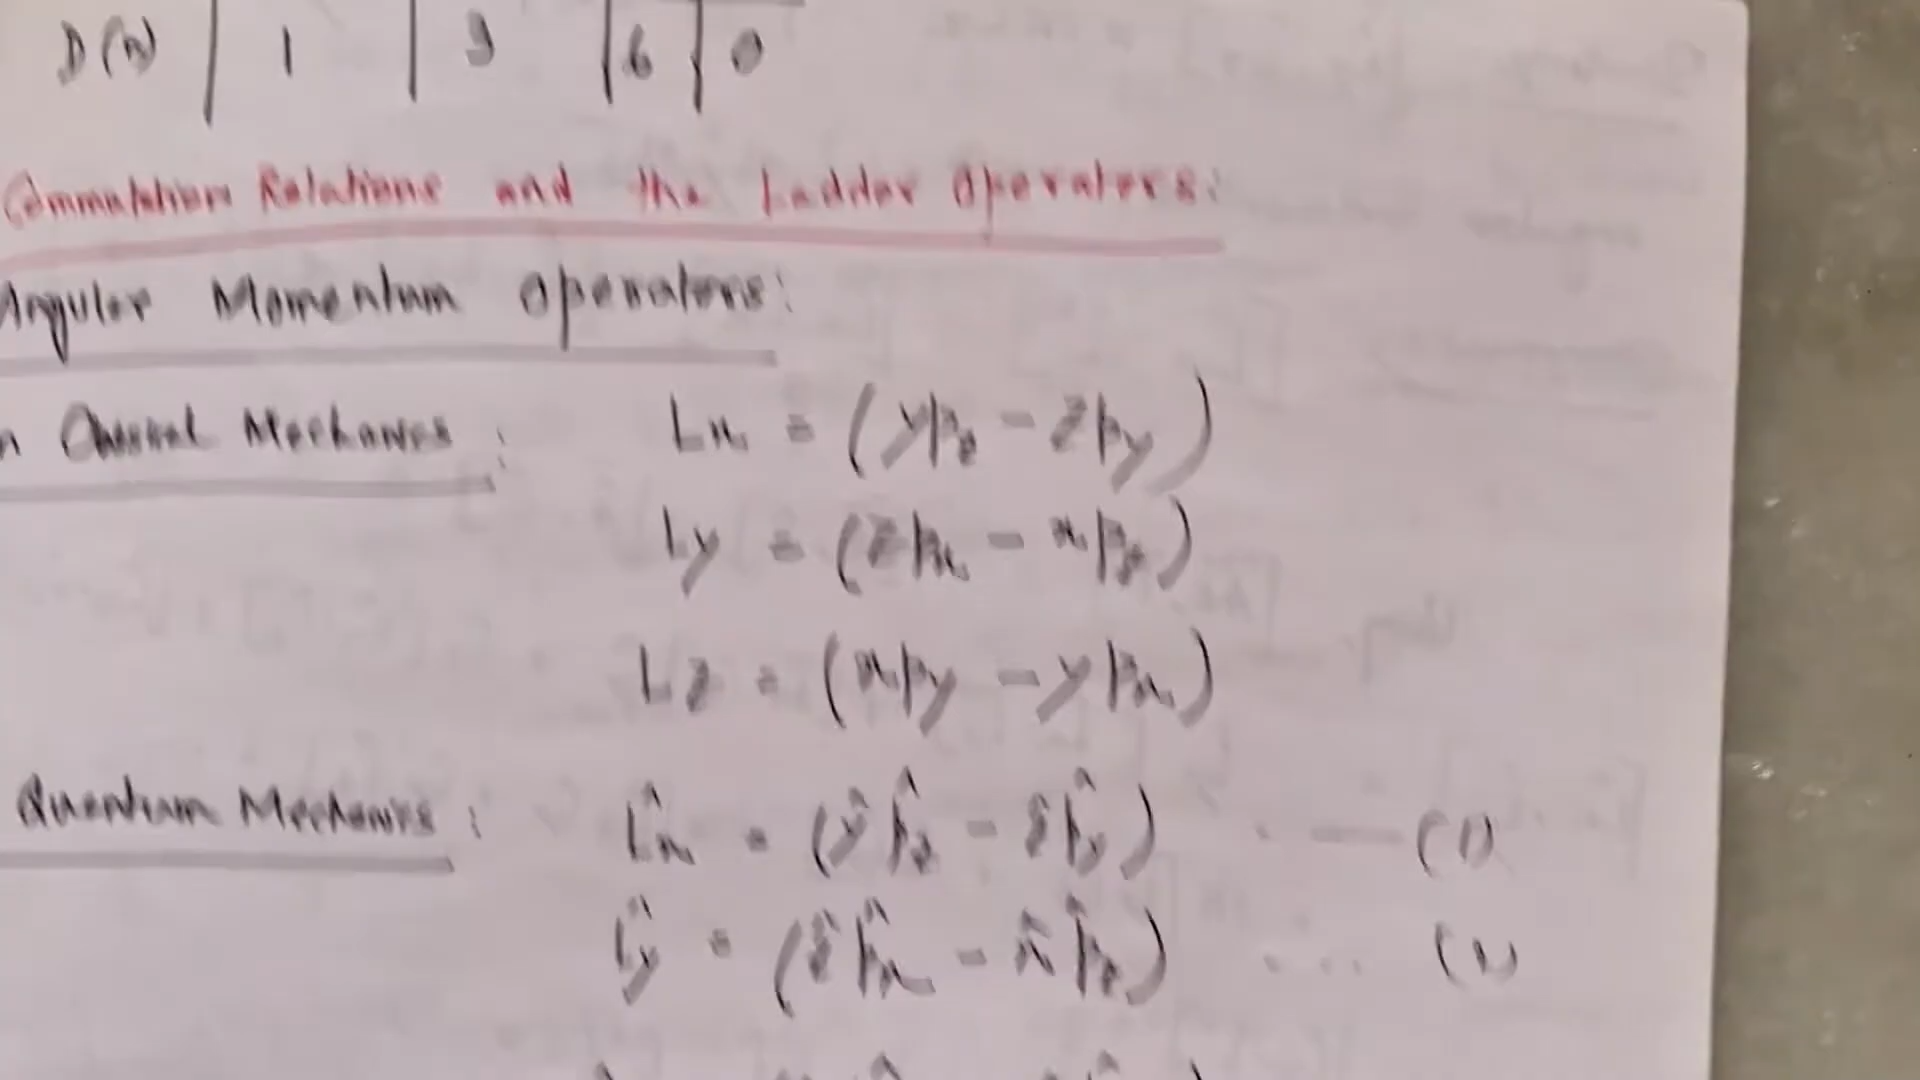 D(n) | 1 | 9 | 6 | 0
Commutation Relations and the Ladder Operators:
Angular Momentum Operators:
n Classical Mechanics : Lx = (ypz - zpy)
Ly = (zpx - xpz)
Lz = (xpy - ypx)
Quantum Mechanics : L̂x = (ŷp̂z - ẑp̂y) . — (1)
L̂y = (ẑp̂x - x̂p̂z) .... (2)